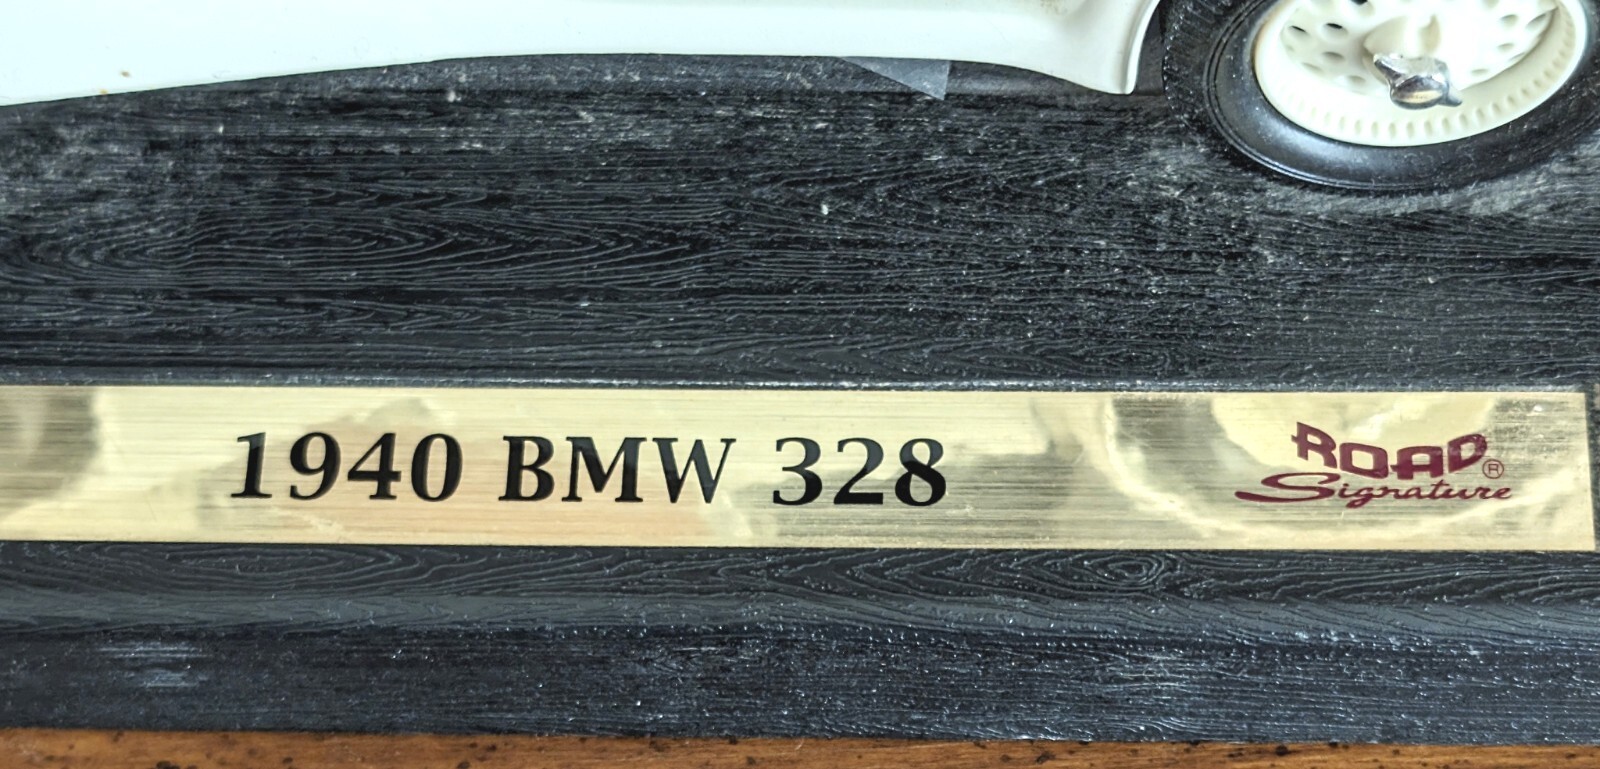 1940 BMW 328
ROAD®
Signature